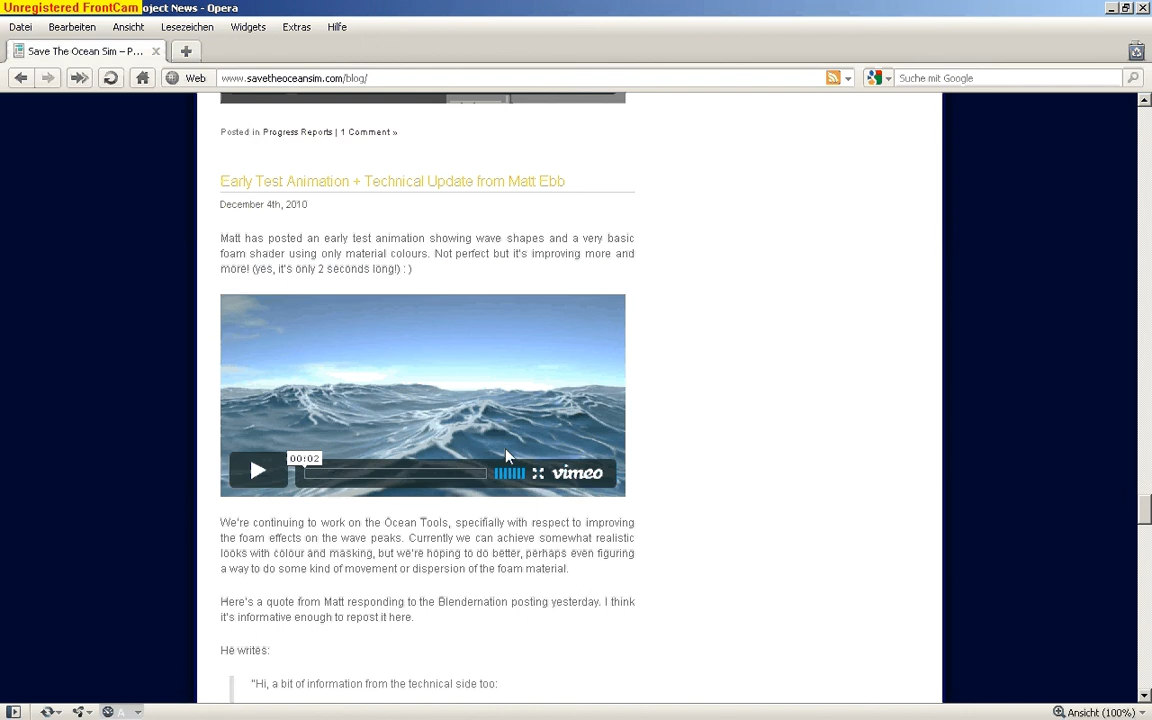 Unregistered FrontCam
oject News - Opera
Datei Bearbeiten Ansicht Lesezeichen Widgets Extras Hilfe
Save The Ocean Sim – P...
Web www.savetheoceansim.com/blog/ Suche mit Google
Posted in Progress Reports | 1 Comment »
Early Test Animation + Technical Update from Matt Ebb
December 4th, 2010
Matt has posted an early test animation showing wave shapes and a very basic
foam shader using only material colours. Not perfect but it's improving more and
more! (yes, it's only 2 seconds long!) : )
00:02
vimeo
We're continuing to work on the Ocean Tools, specifially with respect to improving
the foam effects on the wave peaks. Currently we can achieve somewhat realistic
looks with colour and masking, but we're hoping to do better, perhaps even figuring
a way to do some kind of movement or dispersion of the foam material.
Here's a quote from Matt responding to the Blendernation posting yesterday. I think
it's informative enough to repost it here.
He writes:
"Hi, a bit of information from the technical side too:
Ansicht (100%)